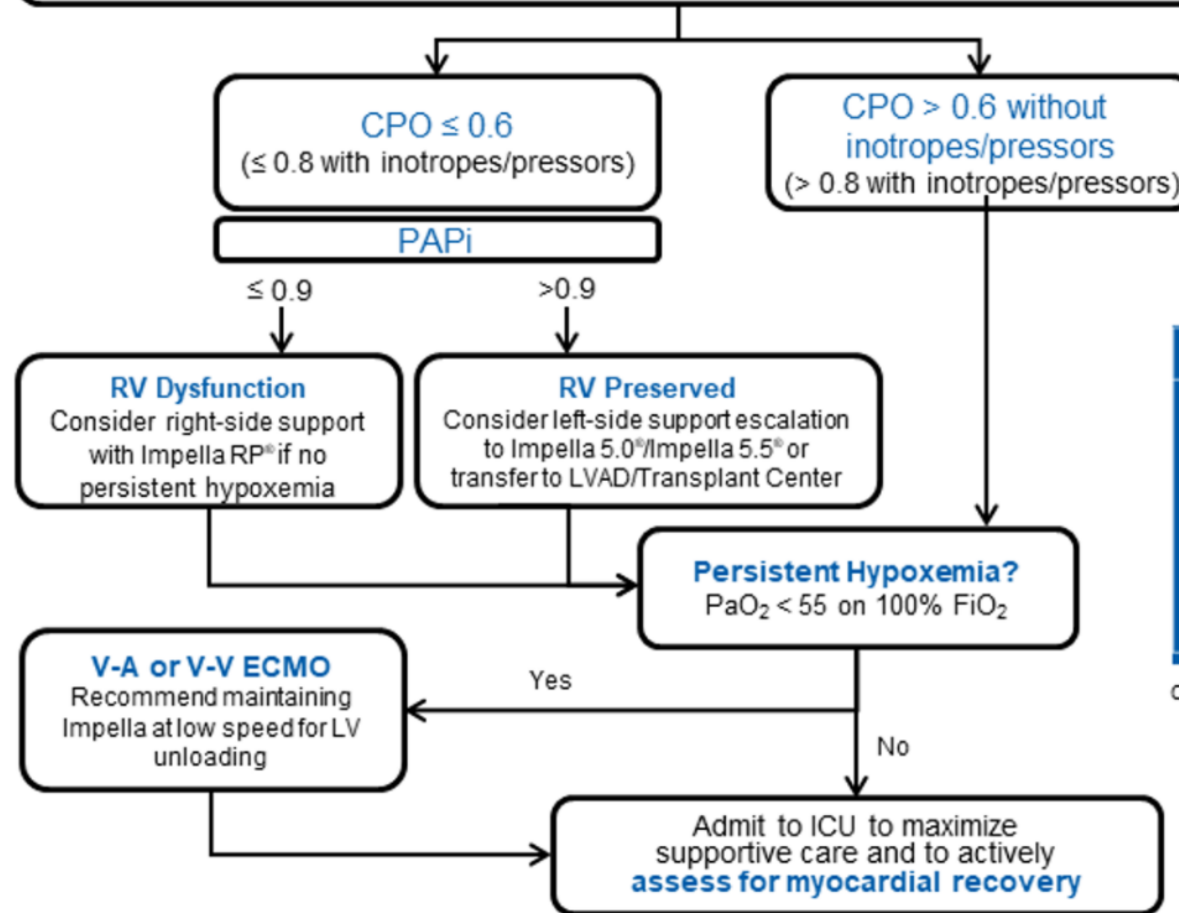 CPO ≤ 0.6
(≤ 0.8 with inotropes/pressors)
CPO > 0.6 without
inotropes/pressors
(> 0.8 with inotropes/pressors)
PAPi
≤ 0.9
>0.9
RV Dysfunction
Consider right-side support
with Impella RP® if no
persistent hypoxemia
RV Preserved
Consider left-side support escalation
to Impella 5.0®/Impella 5.5® or
transfer to LVAD/Transplant Center
Persistent Hypoxemia?
PaO₂ < 55 on 100% FiO₂
V-A or V-V ECMO
Recommend maintaining
Impella at low speed for LV
unloading
Yes
No
Admit to ICU to maximize
supportive care and to actively
assess for myocardial recovery